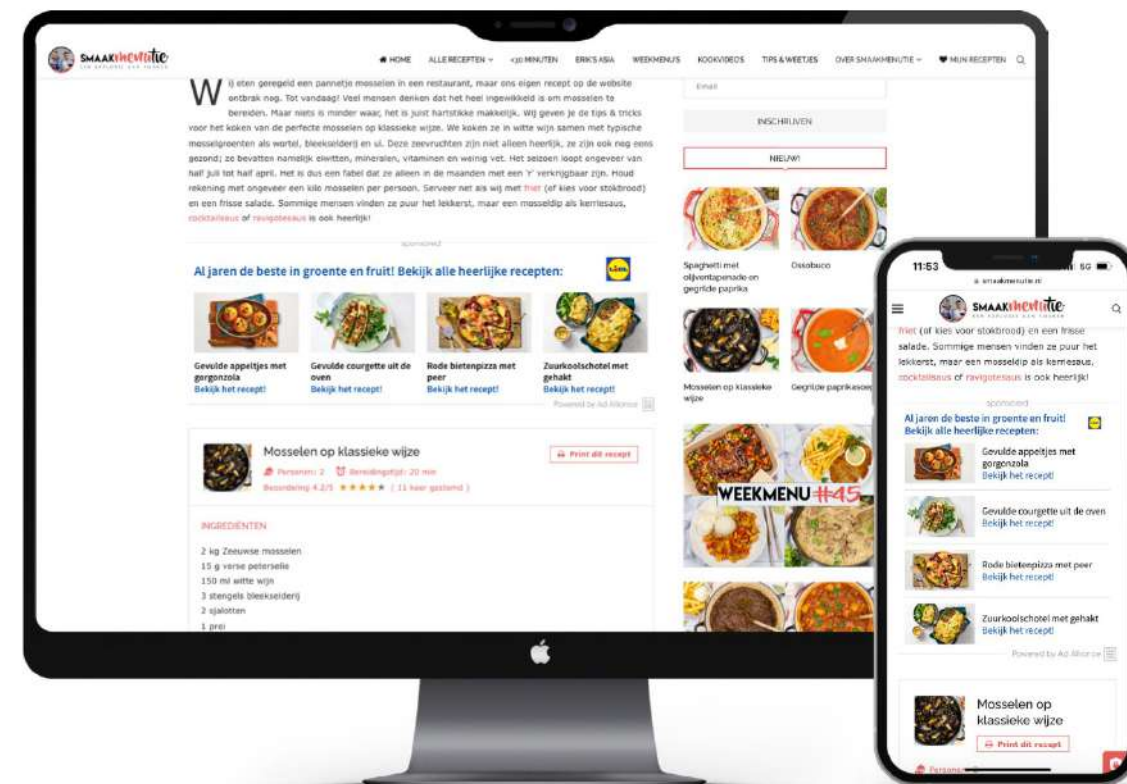 SMAAKmenutie
HOME ALLE RECEPTEN <30 MINUTEN ERIK'S ASIA WEEKMENU'S KOOKVIDEO'S TIPS & WEETJES OVER SMAAKMENUTIE MIJN RECEPTEN
Wij eten geregeld een pannetje mosselen in een restaurant, maar ons eigen recept op de website
ontbrak nog. Tot vandaag! Veel mensen denken dat het heel ingewikkeld is om mosselen te
bereiden. Maar niets is minder waar, het is juist hartstikke makkelijk. Wij geven je de tips & tricks
voor het koken van de perfecte mosselen op klassieke wijze. We koken ze in witte wijn samen met typische
mosselgroenten als wortel, bleekselderij en ui. Deze zeevruchten zijn niet alleen heerlijk, ze zijn ook nog eens
gezond; ze bevatten namelijk eiwitten, mineralen, vitaminen en weinig vet. Het seizoen loopt ongeveer van
half juli tot half april. Het is dus een fabel dat ze alleen in de maanden met een 'r' verkrijgbaar zijn. Houd
rekening met ongeveer een kilo mosselen per persoon. Serveer net als wij met friet (of kies voor stokbrood)
en een frisse salade. Sommige mensen vinden ze puur het lekkerst, maar een mosseldip als kerriesaus,
cocktailsaus of ravigotesaus is ook heerlijk!
sponsored
Al jaren de beste in groente en fruit! Bekijk alle heerlijke recepten:
LIDL
Gevulde appeltjes met
gorgonzola
Bekijk het recept!
Gevulde courgette uit de
oven
Bekijk het recept!
Rode bietenpizza met
peer
Bekijk het recept!
Zuurkoolschotel met
gehakt
Bekijk het recept!
Powered by Ad Alliance
Mosselen op klassieke wijze
Print dit recept
Personen: 2 Bereidingstijd: 20 min
Beoordeling 4.2/5 ( 11 keer gestemd )
INGREDIËNTEN
2 kg Zeeuwse mosselen
15 g verse peterselie
150 ml witte wijn
3 stengels bleekselderij
2 sjalotten
1 prei
Email
INSCHRIJVEN
NIEUW!
Spaghetti met
olijventapenade en
gegrilde paprika
Ossobuco
Mosselen op klassieke
wijze
Gegrilde paprikasoep
WEEKMENU #45
11:53
5G
smaakmenutie.nl
SMAAKmenutie
friet (of kies voor stokbrood) en een frisse
salade. Sommige mensen vinden ze puur het
lekkerst, maar een mosseldip als kerriesaus,
cocktailsaus of ravigotesaus is ook heerlijk!
sponsored
Al jaren de beste in groente en fruit!
Bekijk alle heerlijke recepten:
Gevulde appeltjes met
gorgonzola
Bekijk het recept!
Gevulde courgette uit de oven
Bekijk het recept!
Rode bietenpizza met peer
Bekijk het recept!
Zuurkoolschotel met gehakt
Bekijk het recept!
Powered by Ad Alliance
Mosselen op
klassieke wijze
Print dit recept
Personen: 2